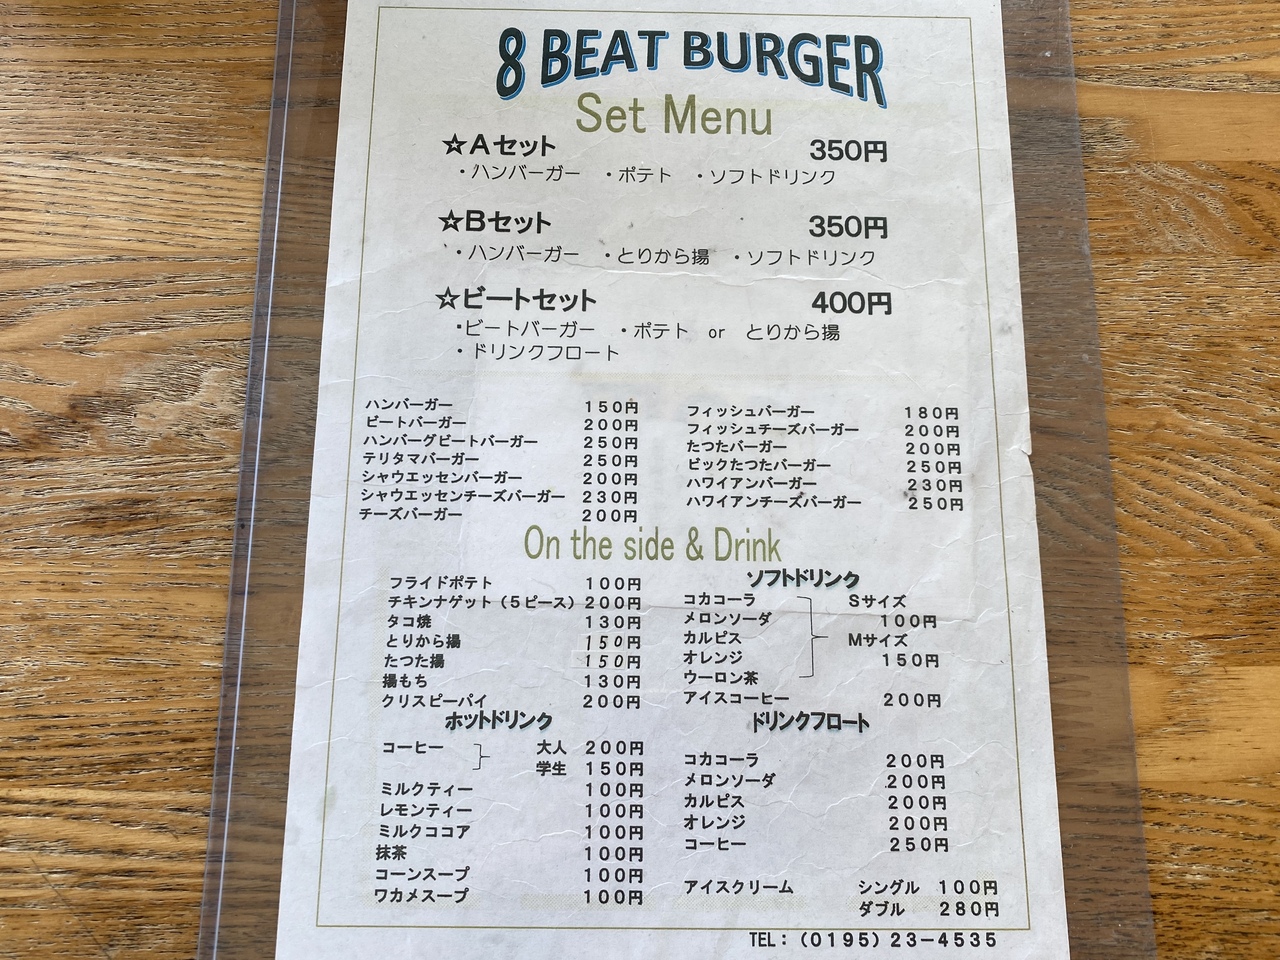 8 BEAT BURGER
Set Menu
☆Aセット 350円
・ハンバーガー ・ポテト ・ソフトドリンク
☆Bセット 350円
・ハンバーガー ・とりから揚 ・ソフトドリンク
☆ビートセット 400円
・ビートバーガー ・ポテト or とりから揚
・ドリンクフロート
ハンバーガー 150円
ビートバーガー 200円
ハンバーグビートバーガー 250円
テリタマバーガー 250円
シャウエッセンバーガー 200円
シャウエッセンチーズバーガー 230円
チーズバーガー 200円
フィッシュバーガー 180円
フィッシュチーズバーガー 200円
たつたバーガー 200円
ビックたつたバーガー 250円
ハワイアンバーガー 230円
ハワイアンチーズバーガー 250円
On the side & Drink
フライドポテト 100円
チキンナゲット（5ピース） 200円
タコ焼 130円
とりから揚 150円
たつた揚 150円
揚もち 130円
クリスピーパイ 200円
ホットドリンク
コーヒー 大人 200円
学生 150円
ミルクティー 100円
レモンティー 100円
ミルクココア 100円
抹茶 100円
コーンスープ 100円
ワカメスープ 100円
ソフトドリンク
コカコーラ Sサイズ
メロンソーダ 100円
カルピス Mサイズ
オレンジ 150円
ウーロン茶
アイスコーヒー 200円
ドリンクフロート
コカコーラ 200円
メロンソーダ 200円
カルピス 200円
オレンジ 200円
コーヒー 250円
アイスクリーム シングル 100円
ダブル 280円
TEL：（0195）23－4535